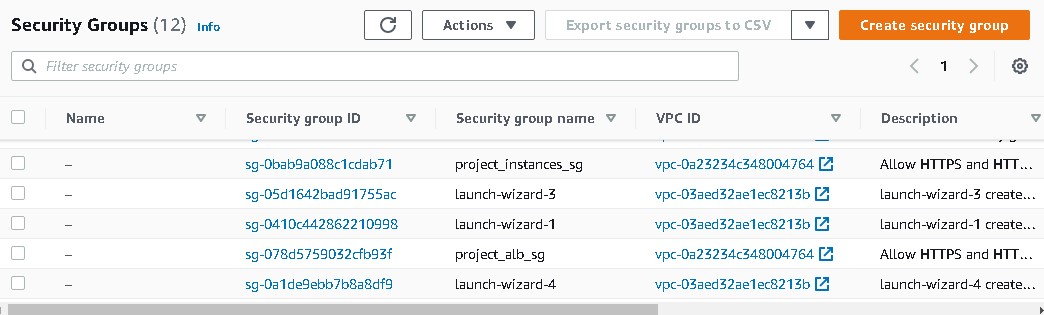 Security Groups (12) Info Actions Export security groups to CSV Create security group
Filter security groups 1
Name Security group ID Security group name VPC ID Description
– sg-0bab9a088c1cdab71 project_instances_sg vpc-0a23234c348004764 Allow HTTPS and HTT...
– sg-05d1642bad91755ac launch-wizard-3 vpc-03aed32ae1ec8213b launch-wizard-3 create...
– sg-0410c442862210998 launch-wizard-1 vpc-03aed32ae1ec8213b launch-wizard-1 create...
– sg-078d5759032cfb93f project_alb_sg vpc-0a23234c348004764 Allow HTTPS and HTT...
– sg-0a1de9ebb7b8a8df9 launch-wizard-4 vpc-03aed32ae1ec8213b launch-wizard-4 create...